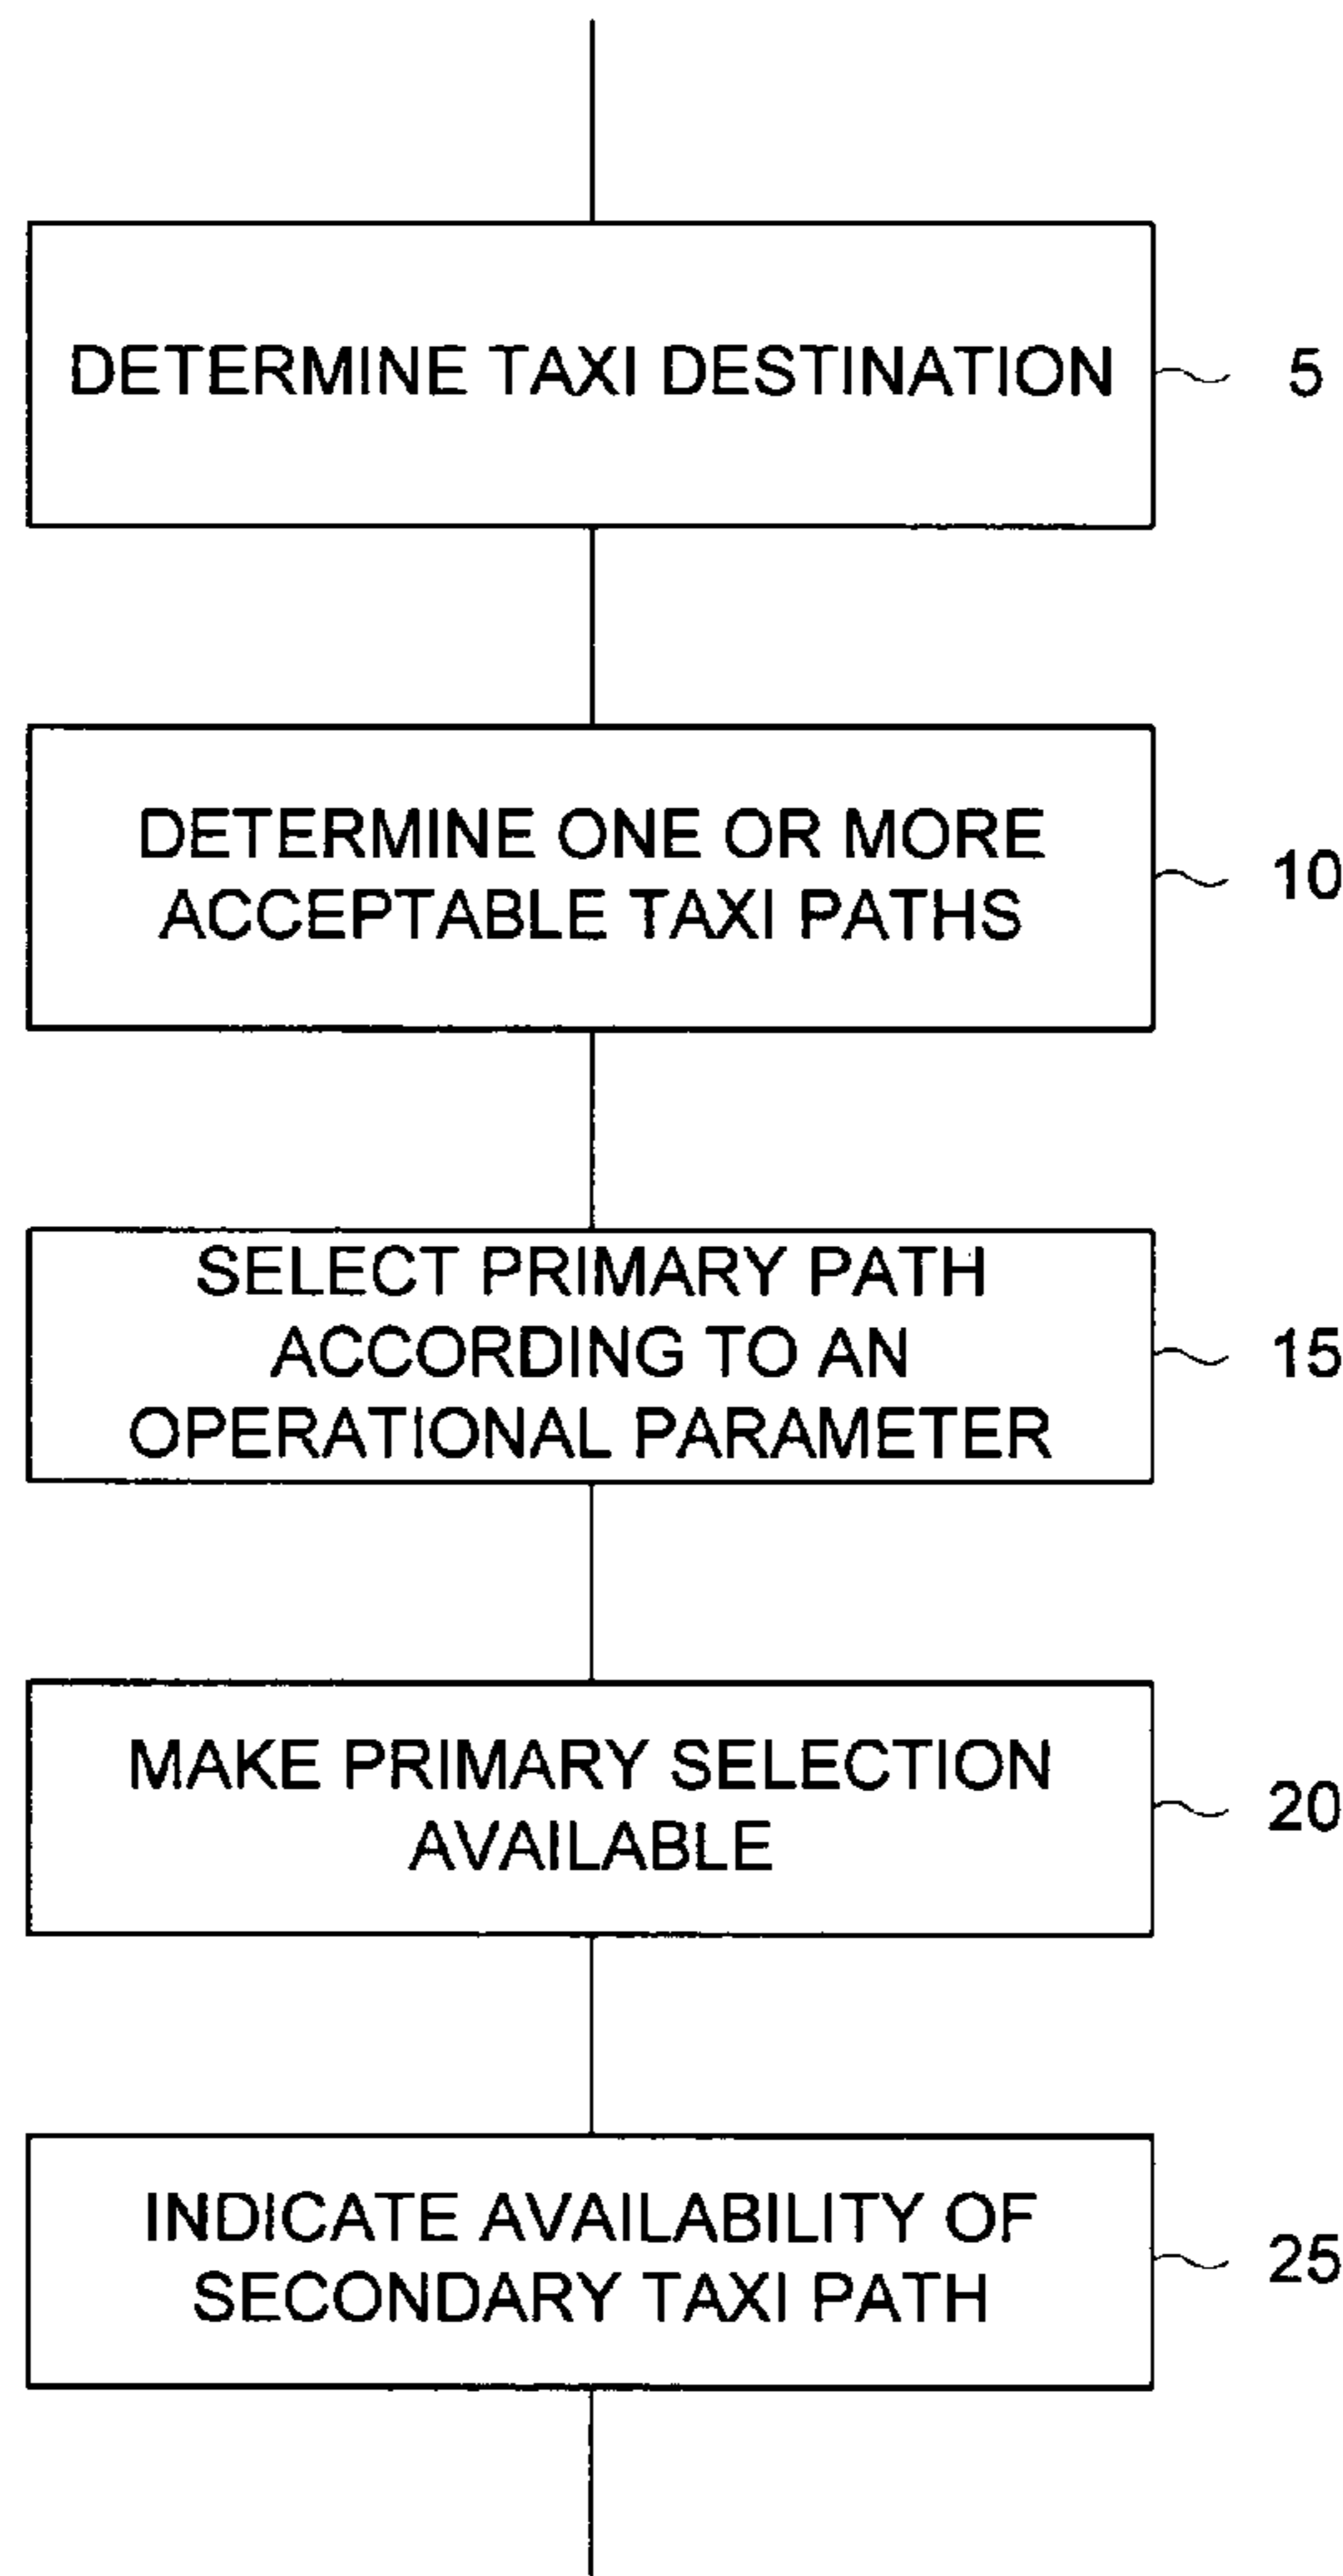 DETERMINE TAXI DESTINATION
5
DETERMINE ONE OR MORE
ACCEPTABLE TAXI PATHS
10
SELECT PRIMARY PATH
ACCORDING TO AN
OPERATIONAL PARAMETER
15
MAKE PRIMARY SELECTION
AVAILABLE
20
INDICATE AVAILABILITY OF
SECONDARY TAXI PATH
25